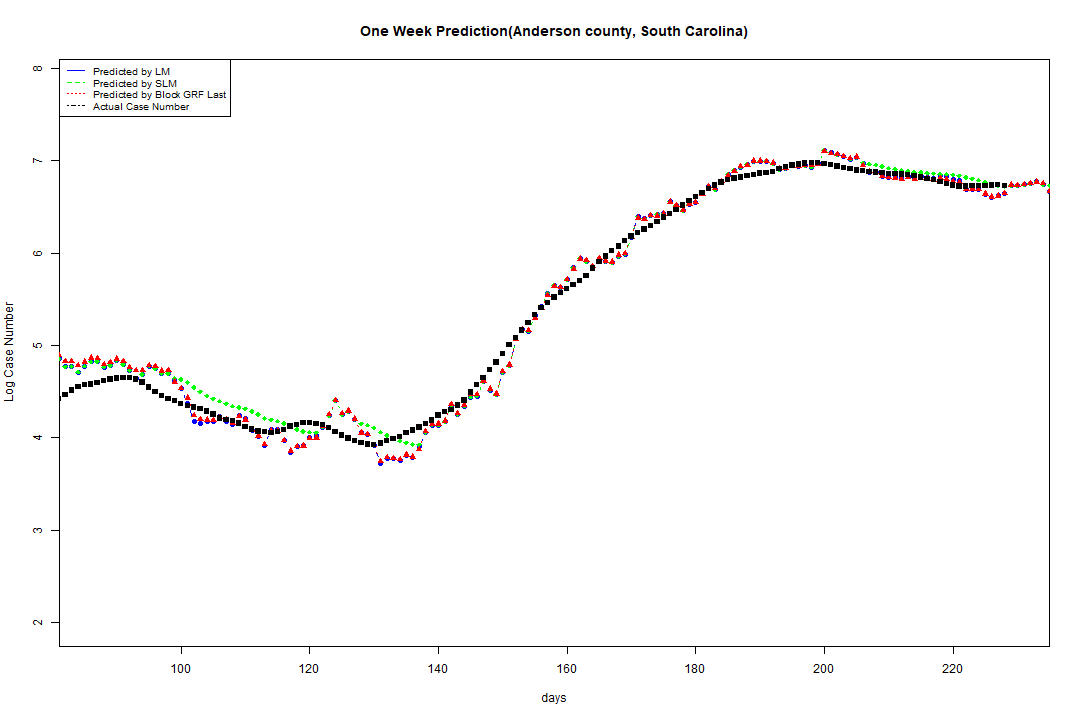 One Week Prediction(Anderson county, South Carolina)
Predicted by LM
Predicted by SLM
Predicted by Block GRF Last
Actual Case Number
8
7
6
5
4
3
2
Log Case Number
100 120 140 160 180 200 220
days